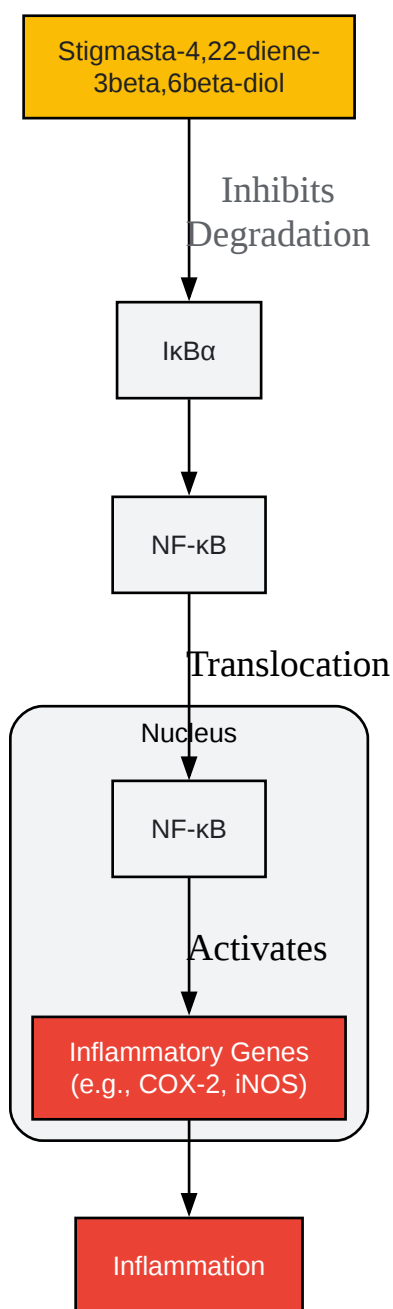 Stigmasta-4,22-diene-
3beta,6beta-diol
Inhibits
Degradation
IκBα
NF-κB
Translocation
Nucleus
NF-κB
Activates
Inflammatory Genes
(e.g., COX-2, iNOS)
Inflammation